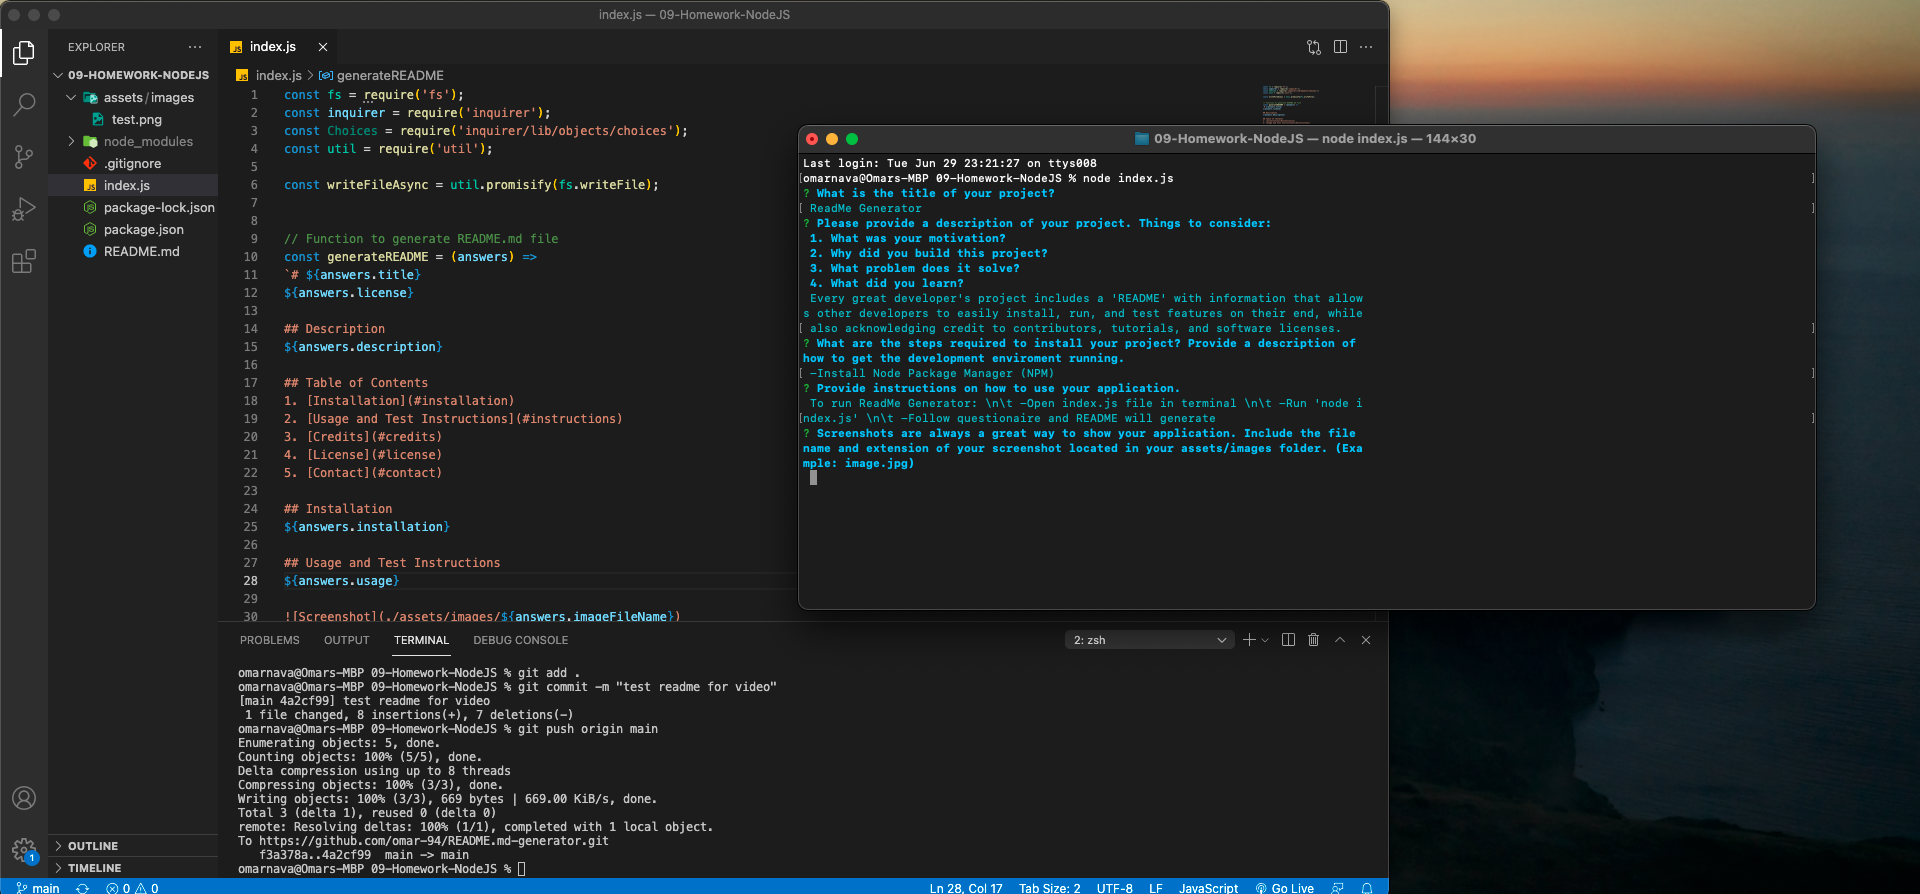 index.js — 09-Homework-NodeJS
EXPLORER
09-HOMEWORK-NODEJS
assets/images
test.png
node_modules
.gitignore
index.js
package-lock.json
package.json
README.md
OUTLINE
TIMELINE
index.js
index.js > generateREADME
1 const fs = require('fs');
2 const inquirer = require('inquirer');
3 const Choices = require('inquirer/lib/objects/choices');
4 const util = require('util');
5
6 const writeFileAsync = util.promisify(fs.writeFile);
7
8
9 // Function to generate README.md file
10 const generateREADME = (answers) =>
11 `# ${answers.title}
12 ${answers.license}
13
14 ## Description
15 ${answers.description}
16
17 ## Table of Contents
18 1. [Installation](#installation)
19 2. [Usage and Test Instructions](#instructions)
20 3. [Credits](#credits)
21 4. [License](#license)
22 5. [Contact](#contact)
23
24 ## Installation
25 ${answers.installation}
26
27 ## Usage and Test Instructions
28 ${answers.usage}
29
30 ![Screenshot](./assets/images/${answers.imageFileName})
09-Homework-NodeJS — node index.js — 144×30
Last login: Tue Jun 29 23:21:27 on ttys008
[omarnava@Omars-MBP 09-Homework-NodeJS % node index.js ]
? What is the title of your project?
[ ReadMe Generator ]
? Please provide a description of your project. Things to consider:
1. What was your motivation?
2. Why did you build this project?
3. What problem does it solve?
4. What did you learn?
Every great developer's project includes a 'README' with information that allow
s other developers to easily install, run, and test features on their end, while
[ also acknowledging credit to contributors, tutorials, and software licenses. ]
? What are the steps required to install your project? Provide a description of
how to get the development enviroment running.
[ -Install Node Package Manager (NPM) ]
? Provide instructions on how to use your application.
To run ReadMe Generator: \n\t -Open index.js file in terminal \n\t -Run 'node i
[ndex.js' \n\t -Follow questionaire and README will generate ]
? Screenshots are always a great way to show your application. Include the file
name and extension of your screenshot located in your assets/images folder. (Exa
mple: image.jpg)
PROBLEMS OUTPUT TERMINAL DEBUG CONSOLE
2: zsh
omarnava@Omars-MBP 09-Homework-NodeJS % git add .
omarnava@Omars-MBP 09-Homework-NodeJS % git commit -m "test readme for video"
[main 4a2cf99] test readme for video
1 file changed, 8 insertions(+), 7 deletions(-)
omarnava@Omars-MBP 09-Homework-NodeJS % git push origin main
Enumerating objects: 5, done.
Counting objects: 100% (5/5), done.
Delta compression using up to 8 threads
Compressing objects: 100% (3/3), done.
Writing objects: 100% (3/3), 669 bytes | 669.00 KiB/s, done.
Total 3 (delta 1), reused 0 (delta 0)
remote: Resolving deltas: 100% (1/1), completed with 1 local object.
To https://github.com/omar-94/README.md-generator.git
f3a378a..4a2cf99 main -> main
omarnava@Omars-MBP 09-Homework-NodeJS %
1
main 0 0 Ln 28, Col 17 Tab Size: 2 UTF-8 LF JavaScript Go Live